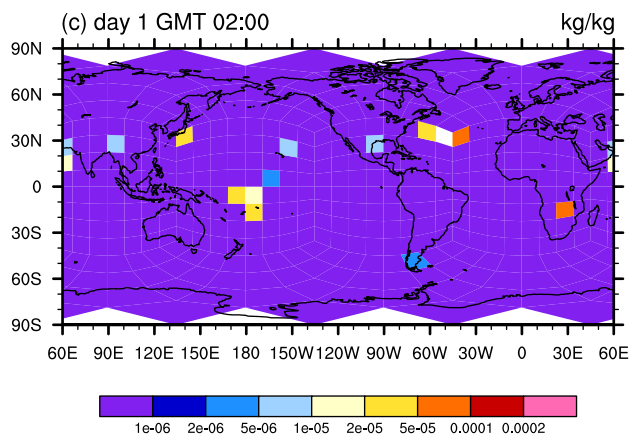 (c) day 1 GMT 02:00 kg/kg
90N
60N
30N
0
30S
60S
90S
60E 90E 120E 150E 180 150W 120W 90W 60W 30W 0 30E 60E
1e-06 2e-06 5e-06 1e-05 2e-05 5e-05 0.0001 0.0002